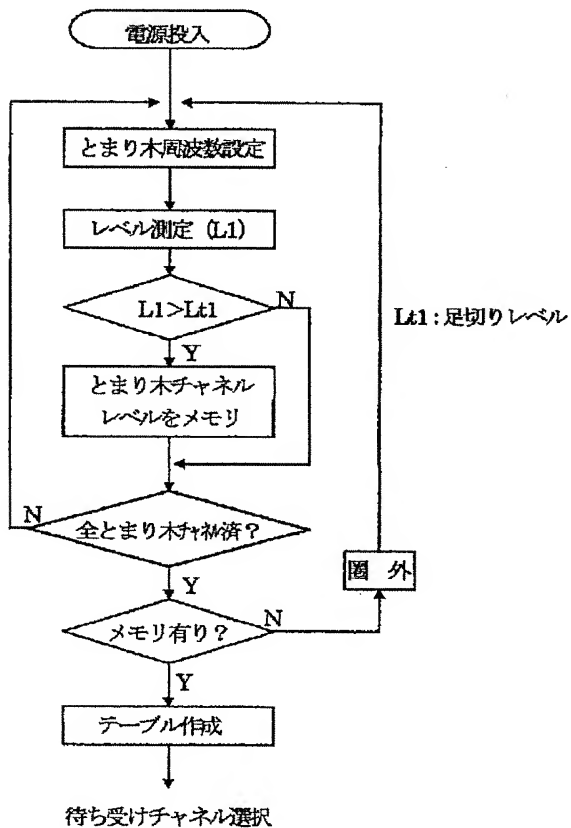 電源投入
とまり木周波数設定
レベル測定 (L1)
L1>Lt1
N
Lt1:足切りレベル
Y
とまり木チャネル
レベルをメモリ
N
全とまり木チャネル済?
圏 外
Y
メモリ有り?
N
Y
テーブル作成
待ち受けチャネル選択